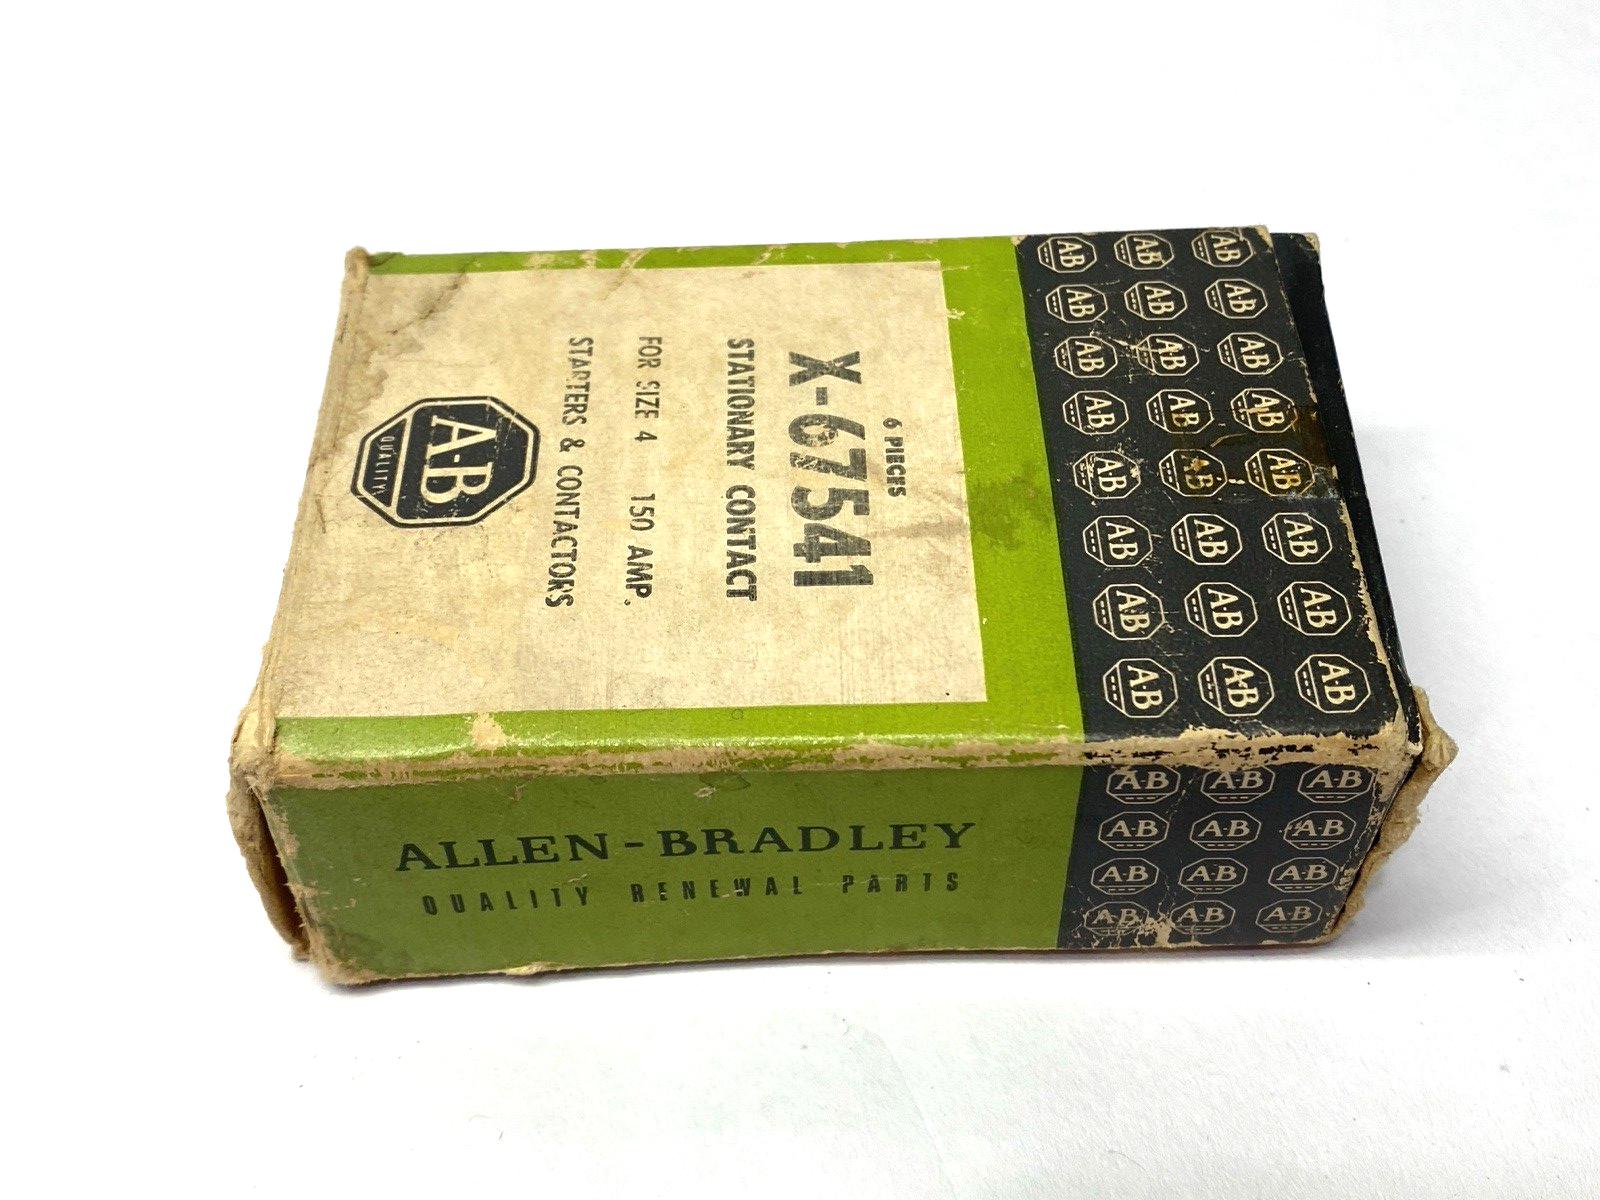 6 PIECES
X-67541
STATIONARY CONTACT
FOR SIZE 4 150 AMP.
STARTERS & CONTACTORS
A-B
QUALITY
ALLEN-BRADLEY
QUALITY RENEWAL PARTS
A-B A-B A-B
A-B A-B A-B
A-B A-B A-B
A-B A-B A-B
A-B A-B A-B
A-B A-B A-B
A-B A-B A-B
A-B A-B A-B
A-B A-B A-B
A-B A-B A-B
A-B A-B A-B
A-B A-B A-B